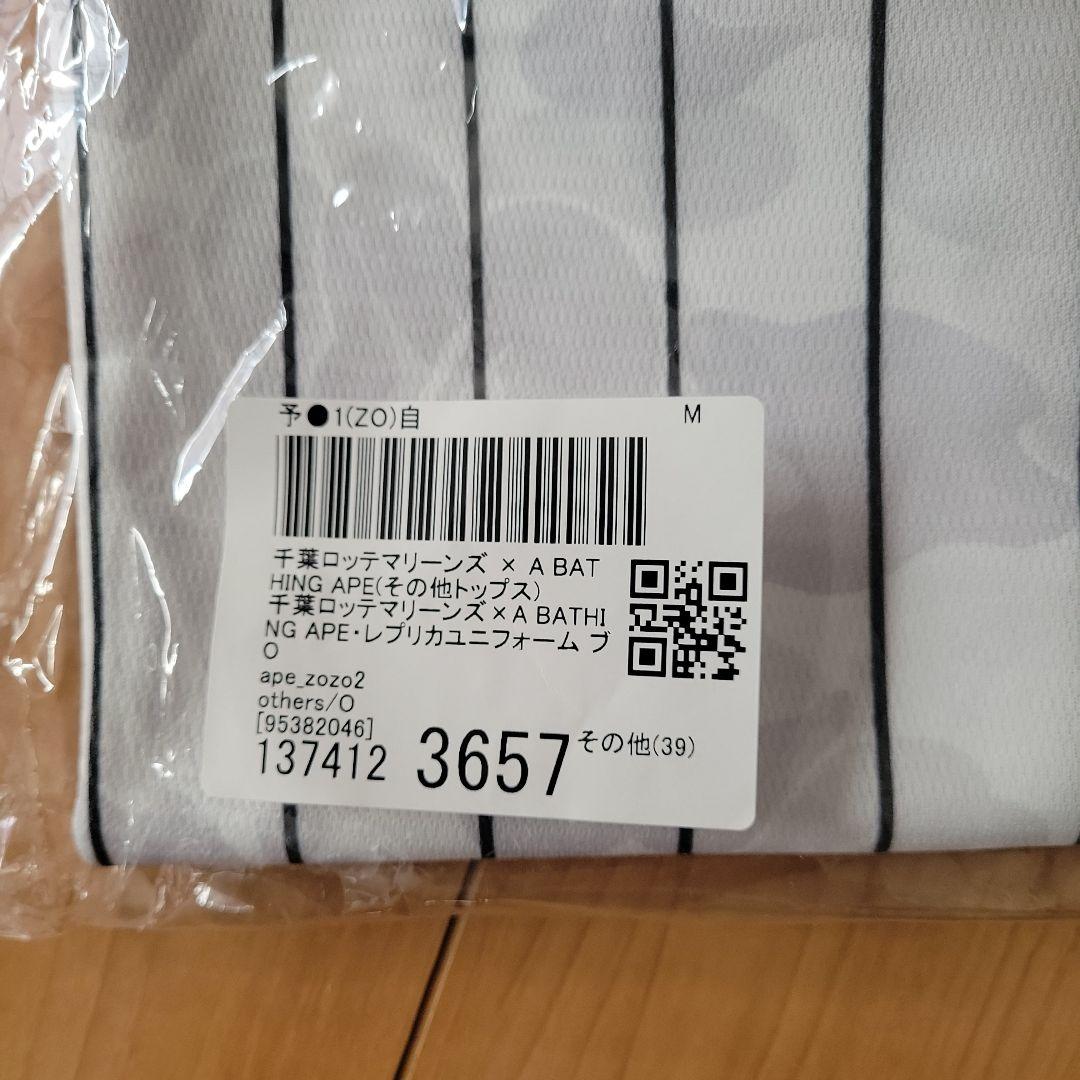 予●1(ZO)自 M
千葉ロッテマリーンズ × A BAT
HING APE(その他トップス)
千葉ロッテマリーンズ×A BATHI
NG APE・レプリカユニフォーム ブ
O
ape_zozo2
others/O
[95382046]
137412 3657 その他(39)